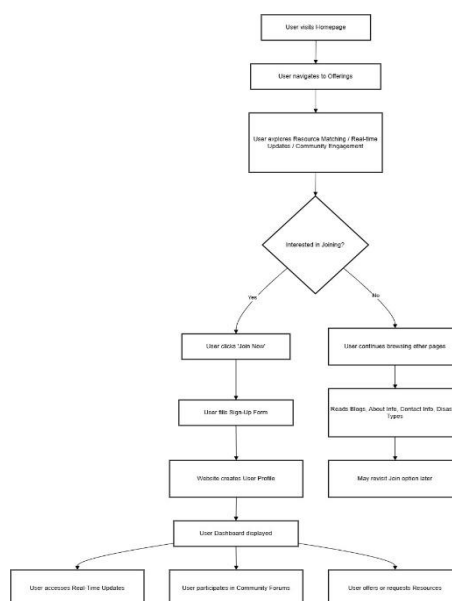 User visits Homepage
User navigates to Offerings
User explores Resource Matching / Real-time
Updates / Community Engagement
Interested in Joining?
Yes
No
User clicks 'Join Now'
User continues browsing other pages
User fills Sign-Up Form
Reads Blogs, About Info, Contact Info, Disaster
Types
Website creates User Profile
May revisit Join option later
User Dashboard displayed
User accesses Real-Time Updates
User participates in Community Forums
User offers or requests Resources